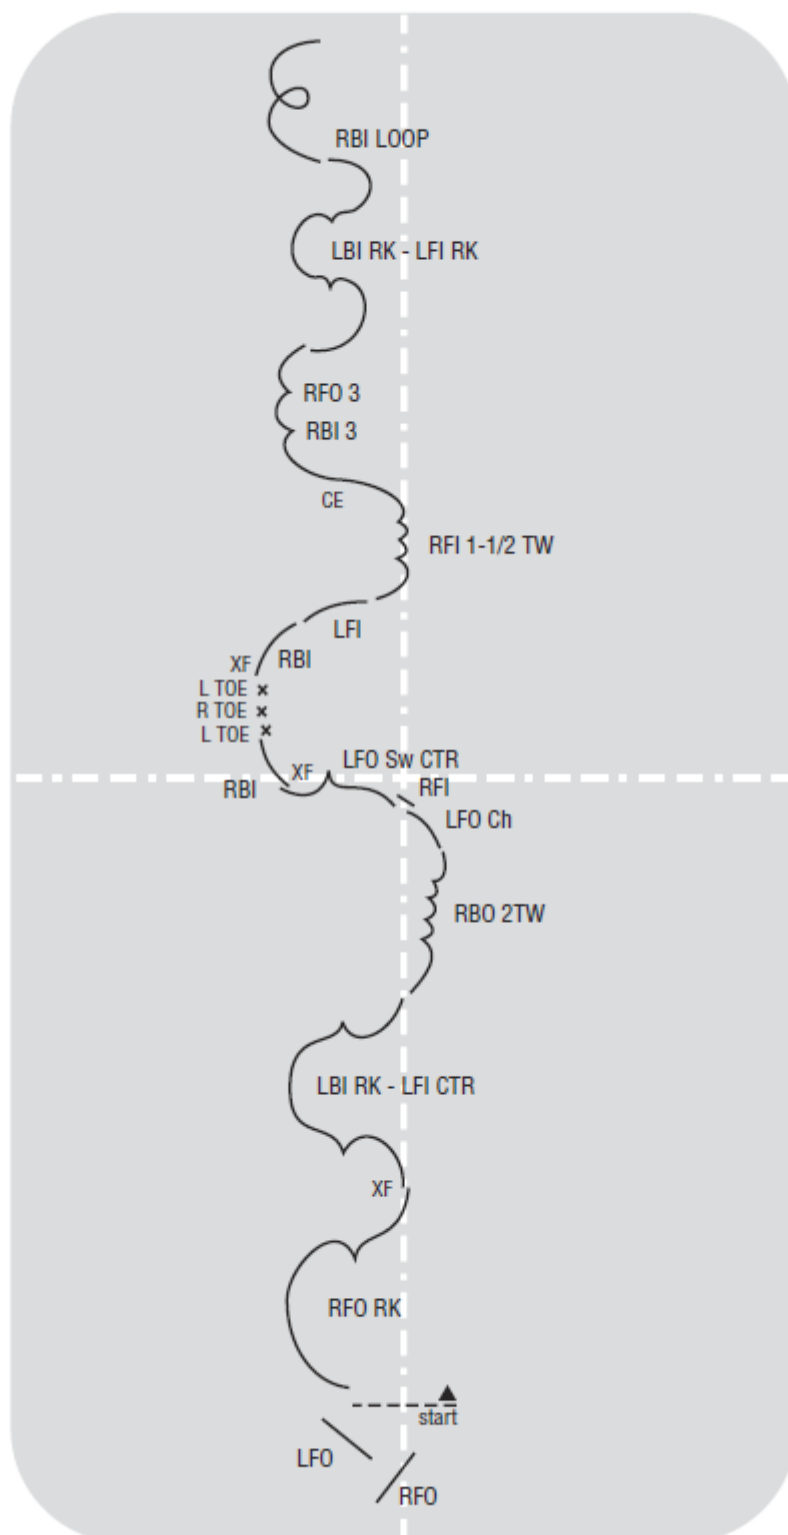 RBI LOOP
LBI RK - LFI RK
RFO 3
RBI 3
CE
RFI 1-1/2 TW
LFI
RBI
XF
L TOE
R TOE
L TOE
LFO Sw CTR
XF
RFI
RBI
LFO Ch
RBO 2TW
LBI RK - LFI CTR
XF
RFO RK
start
LFO
RFO